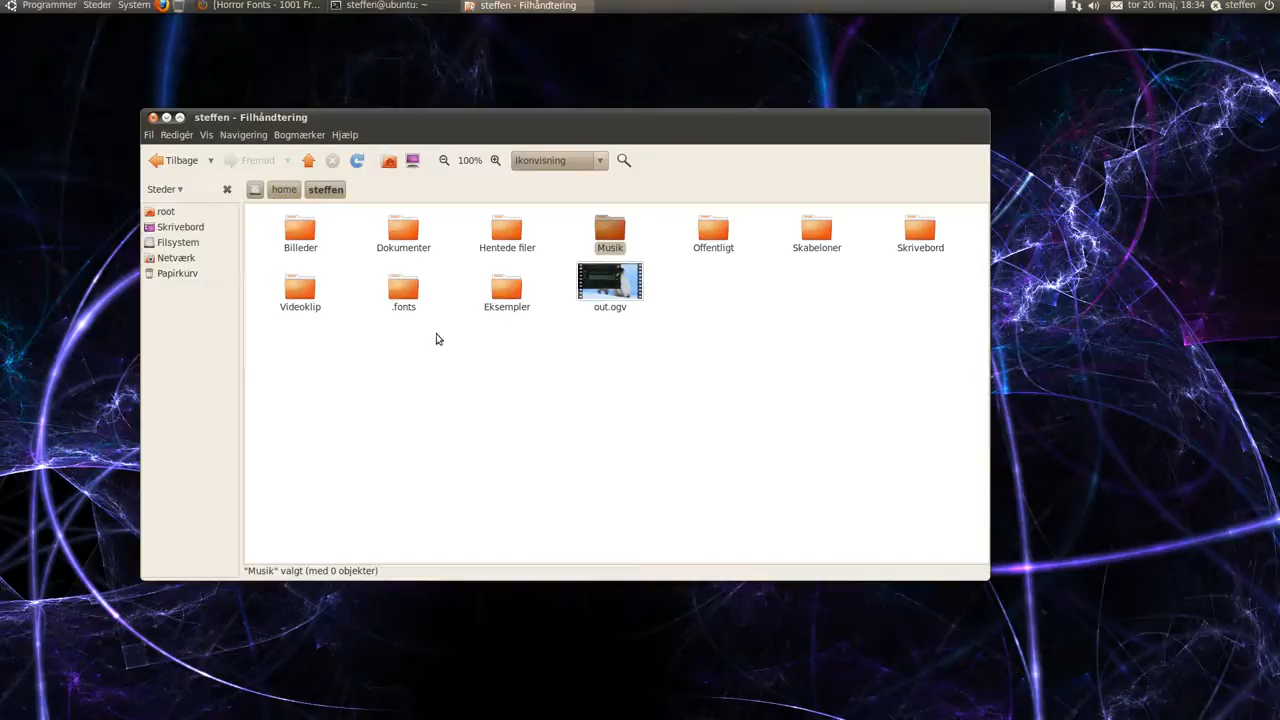 Programmer Steder System [Horror Fonts - 1001 Fr... steffen@ubuntu: ~ steffen - Filhåndtering tor 20. maj, 18:34 steffen
steffen - Filhåndtering
Fil Redigér Vis Navigering Bogmærker Hjælp
Tilbage Fremad 100% Ikonvisning
Steder home steffen
root
Skrivebord
Filsystem
Netværk
Papirkurv
Billeder Dokumenter Hentede filer Musik Offentligt Skabeloner Skrivebord
Videoklip .fonts Eksempler out.ogv
"Musik" valgt (med 0 objekter)